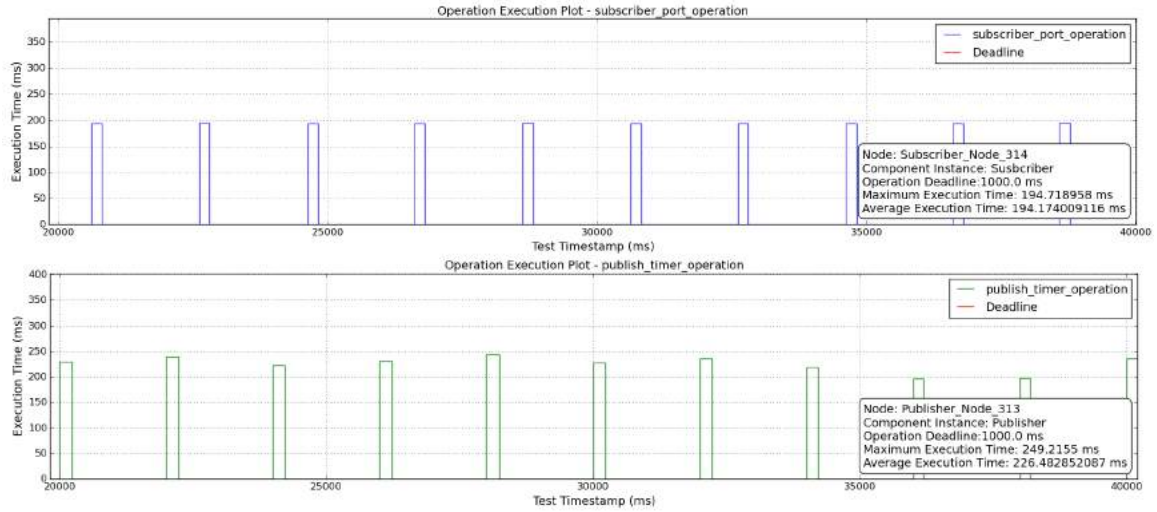 Operation Execution Plot - subscriber_port_operation
350
300
250
200
150
100
50
0
Execution Time (ms)
subscriber_port_operation
Deadline
Node: Subscriber_Node_314
Component Instance: Susbcriber
Operation Deadline:1000.0 ms
Maximum Execution Time: 194.718958 ms
Average Execution Time: 194.174009116 ms
20000 25000 30000 35000 40000
Test Timestamp (ms)
Operation Execution Plot - publish_timer_operation
400
350
300
250
200
150
100
50
0
Execution Time (ms)
publish_timer_operation
Deadline
Node: Publisher_Node_313
Component Instance: Publisher
Operation Deadline:1000.0 ms
Maximum Execution Time: 249.2155 ms
Average Execution Time: 226.482852087 ms
20000 25000 30000 35000 40000
Test Timestamp (ms)